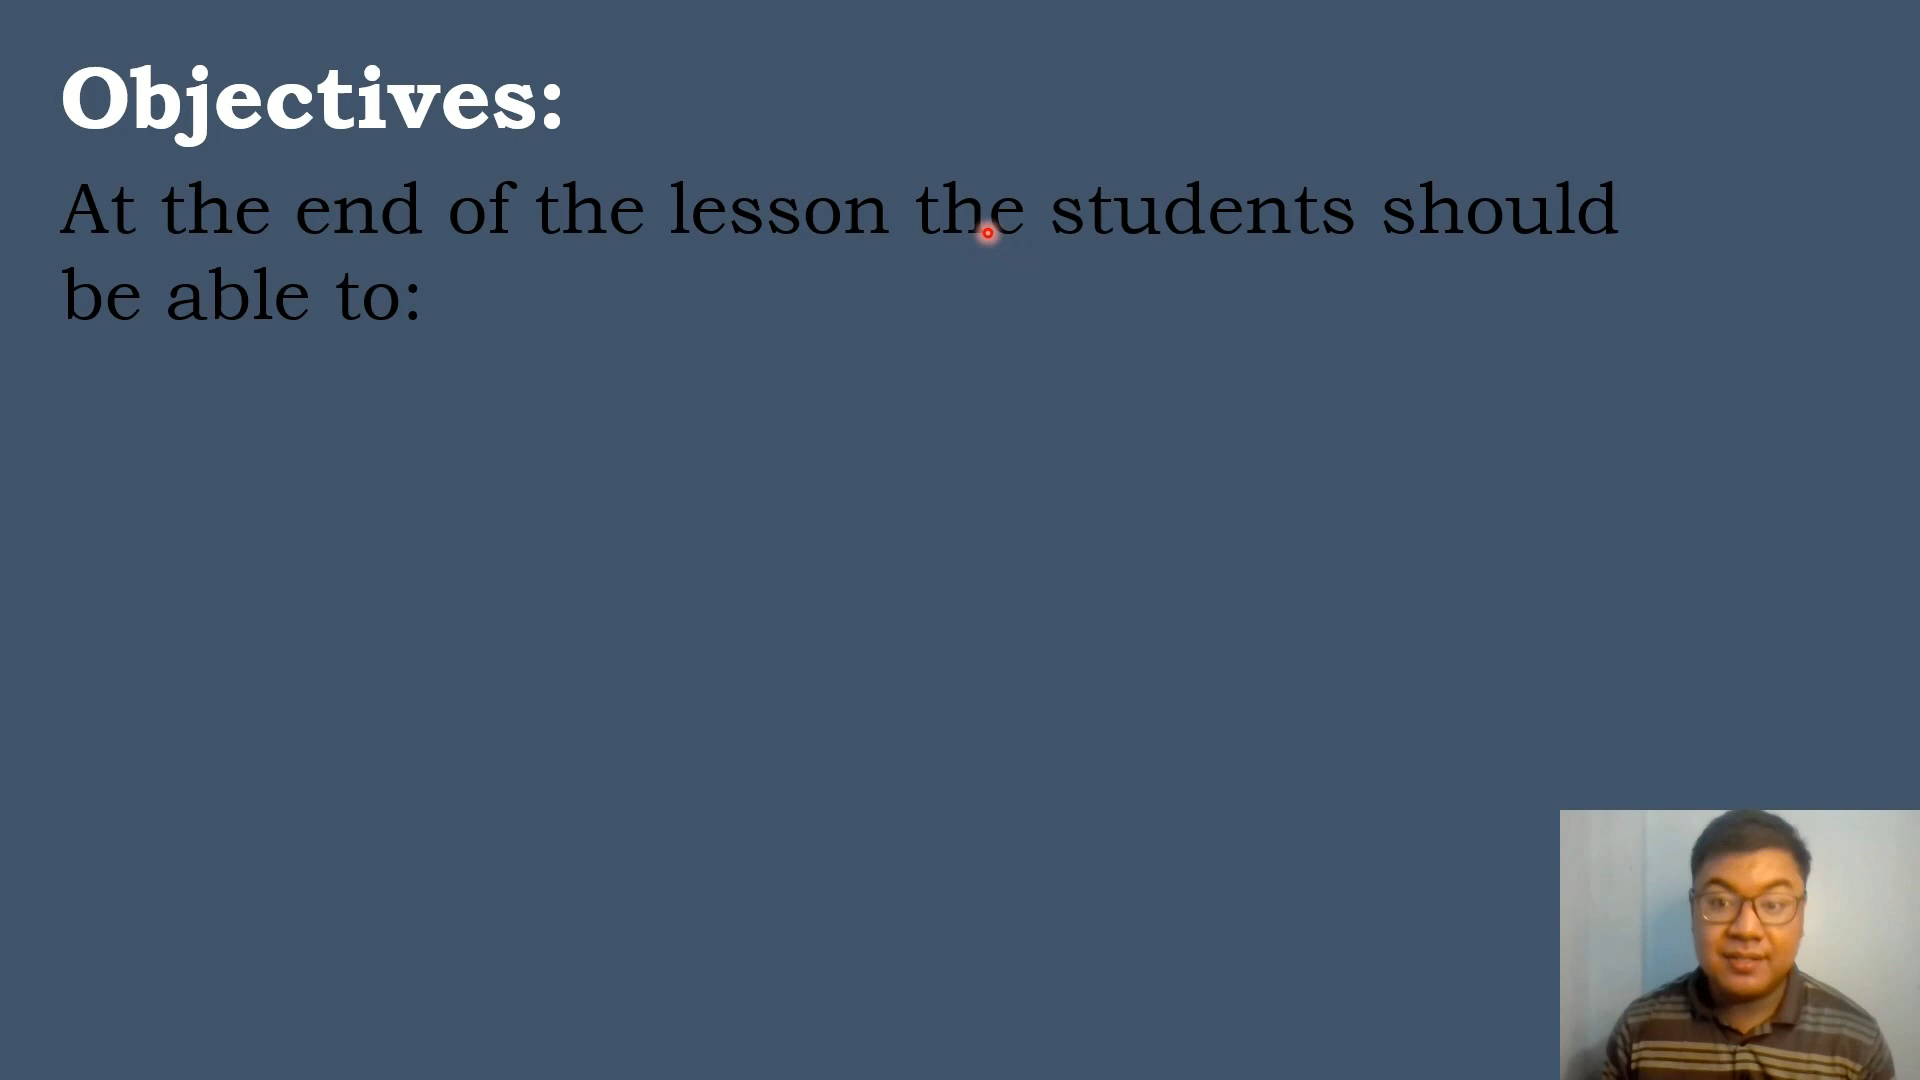 Objectives:
At the end of the lesson the students should
be able to: